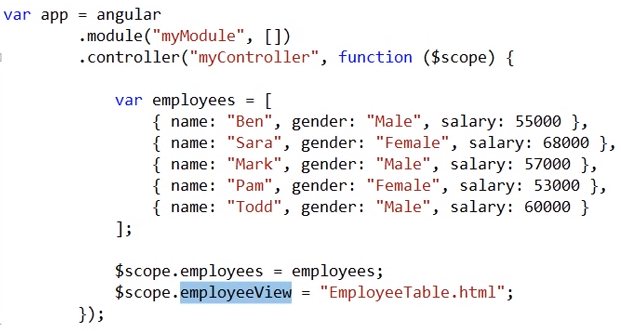 var app = angular
.module("myModule", [])
.controller("myController", function ($scope) {
var employees = [
{ name: "Ben", gender: "Male", salary: 55000 },
{ name: "Sara", gender: "Female", salary: 68000 },
{ name: "Mark", gender: "Male", salary: 57000 },
{ name: "Pam", gender: "Female", salary: 53000 },
{ name: "Todd", gender: "Male", salary: 60000 }
];
$scope.employees = employees;
$scope.employeeView = "EmployeeTable.html";
});